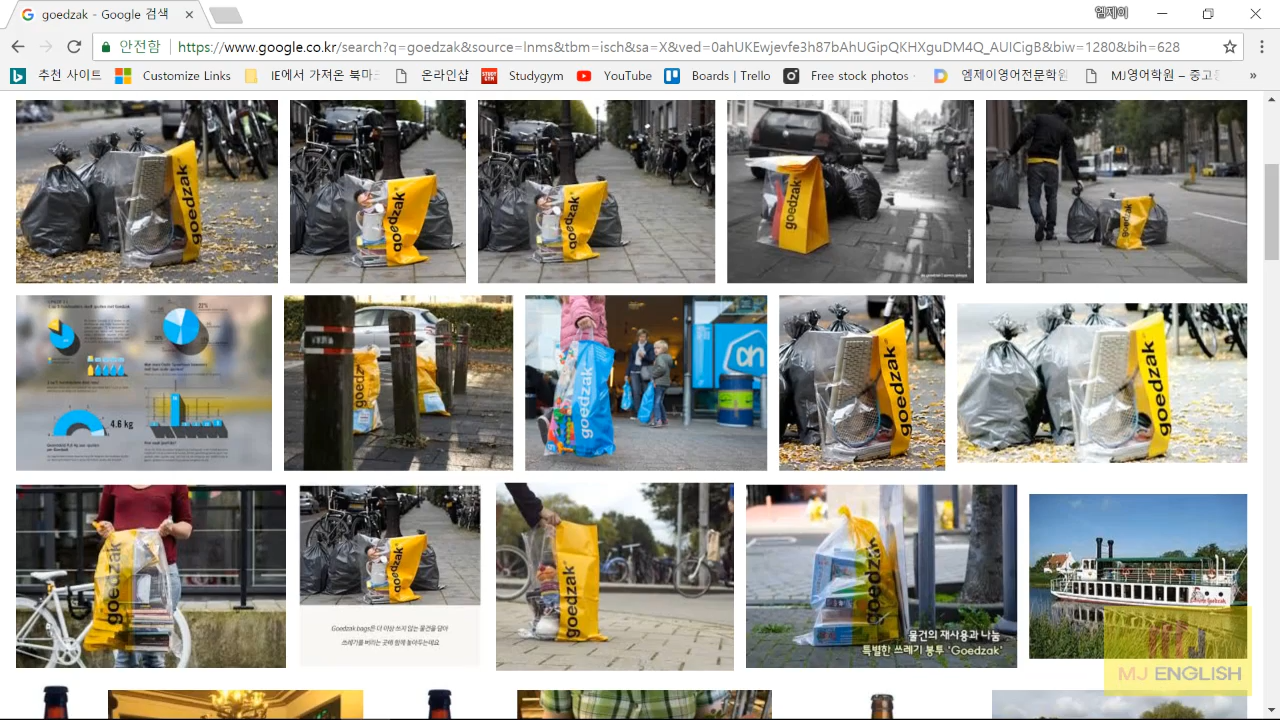 goedzak - Google 검색
엠제이
안전함
https://www.google.co.kr/search?q=goedzak&source=lnms&tbm=isch&sa=X&ved=0ahUKEwjevfe3h87bAhUGipQKHXguDM4Q_AUICigB&biw=1280&bih=628
추천 사이트
Customize Links
IE에서 가져온 북마
온라인샵
STUDY GYM
Studygym
YouTube
Boards | Trello
Free stock photos
엠제이영어전문학원
MJ영어학원
»
goedzak
goedzak
goedzak
goedzak
goedzak
22%
4.6 kg
goedzak
goedzak
ah
goedzak
goedzak
goedzak
Goedzak bags은 더 이상 쓰지 않는 물건을 담아
쓰레기를 버리는 곳에 함께 놓아두는데요
goedzak
goedzak
goedzak
goedzak
물건의 재사용과 나눔
특별한 쓰레기 봉투 'Goedzak'
MJ ENGLISH